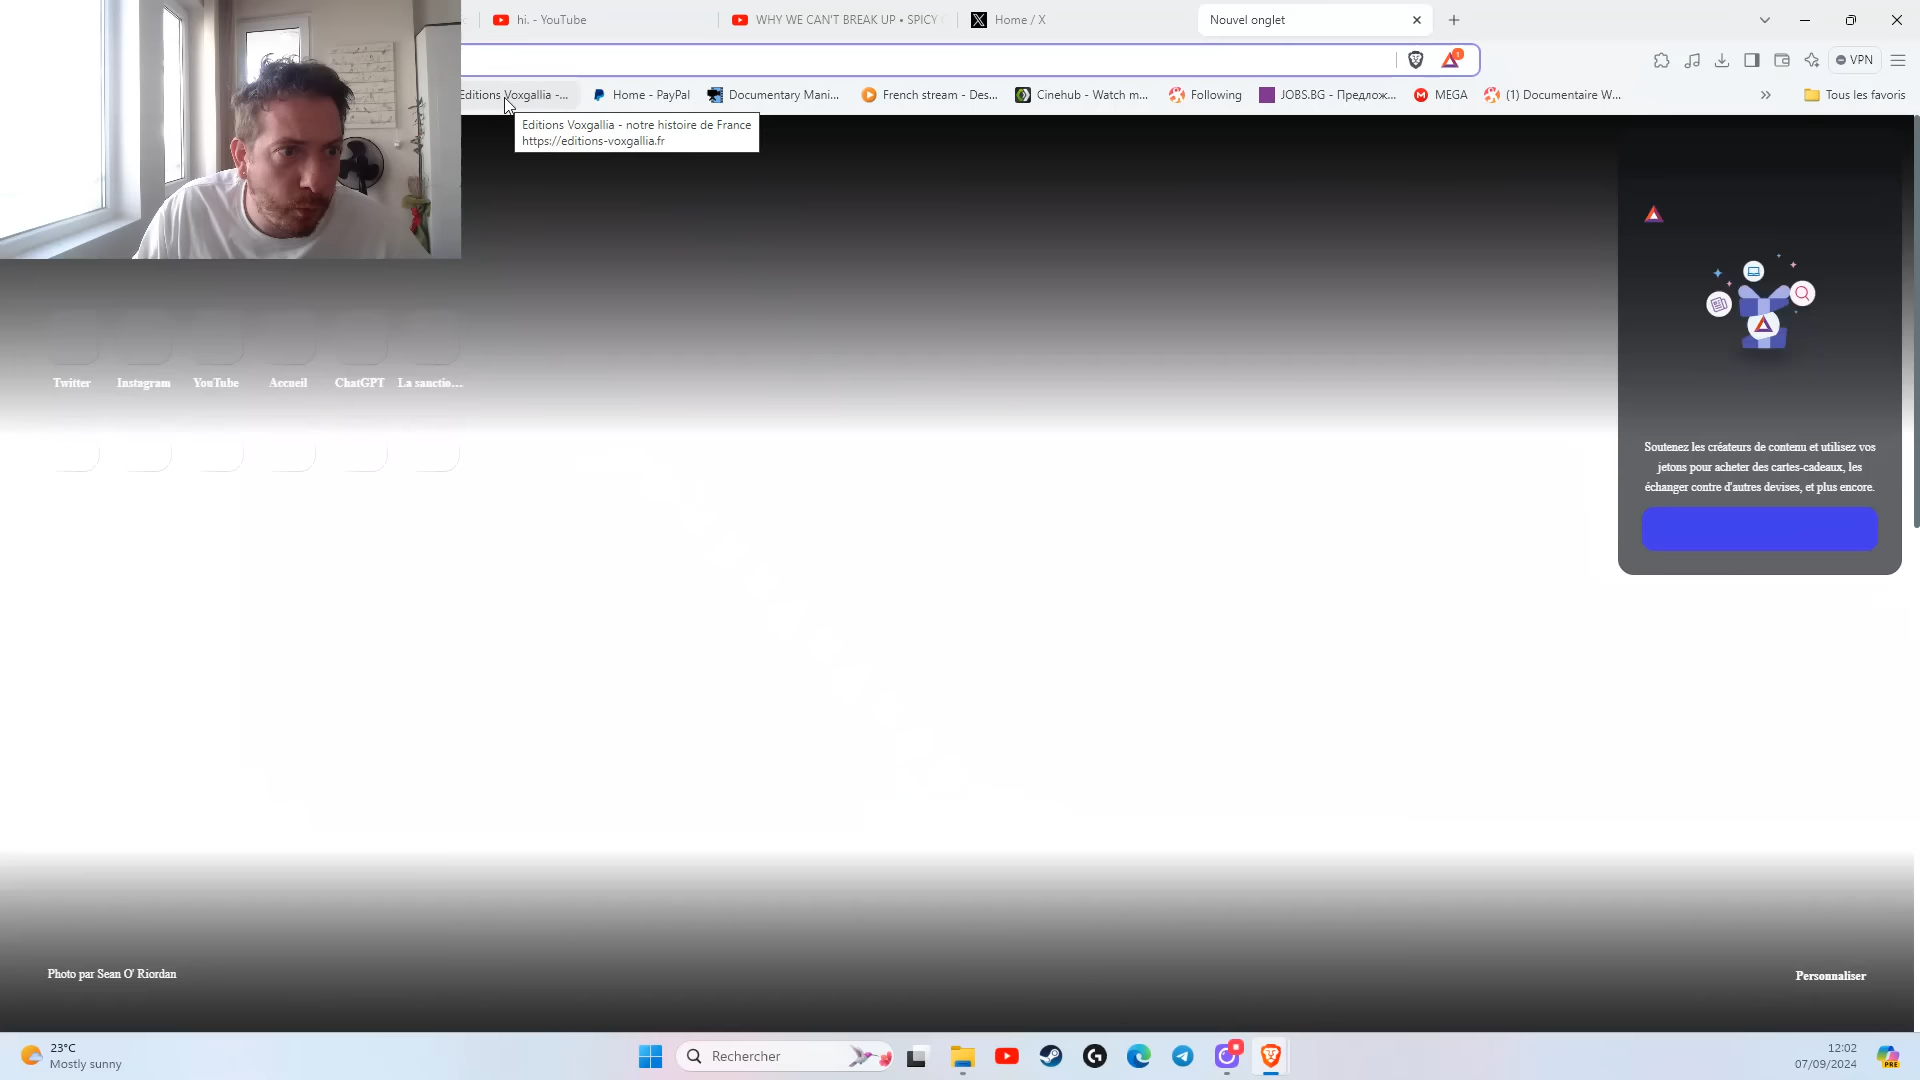 hi. - YouTube
WHY WE CAN'T BREAK UP • SPICY
Home / X
Nouvel onglet
VPN
Editions Voxgallia -...
Home - PayPal
Documentary Mani...
French stream - Des...
Cinehub - Watch m...
Following
JOBS.BG - Предлож...
MEGA
(1) Documentaire W...
Tous les favoris
Editions Voxgallia - notre histoire de France
https://editions-voxgallia.fr
Twitter
Instagram
YouTube
Accueil
ChatGPT
La sanctio...
Soutenez les créateurs de contenu et utilisez vos
jetons pour acheter des cartes-cadeaux, les
échanger contre d'autres devises, et plus encore.
Photo par Sean O' Riordan
Personnaliser
23°C
Mostly sunny
Rechercher
12:02
07/09/2024
PRE